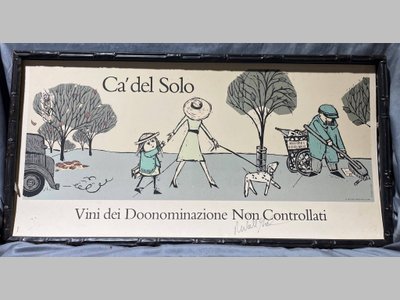 Ca' del Solo
Vini dei Doonominazione Non Controllati